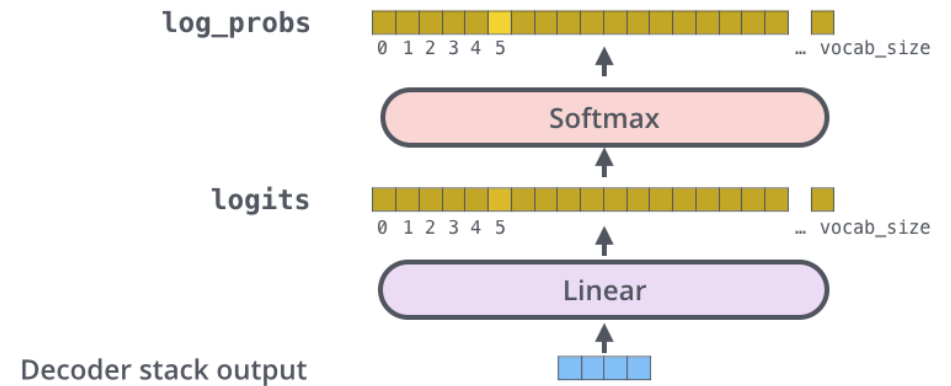 log_probs
0 1 2 3 4 5 … vocab_size
Softmax
logits
0 1 2 3 4 5 … vocab_size
Linear
Decoder stack output